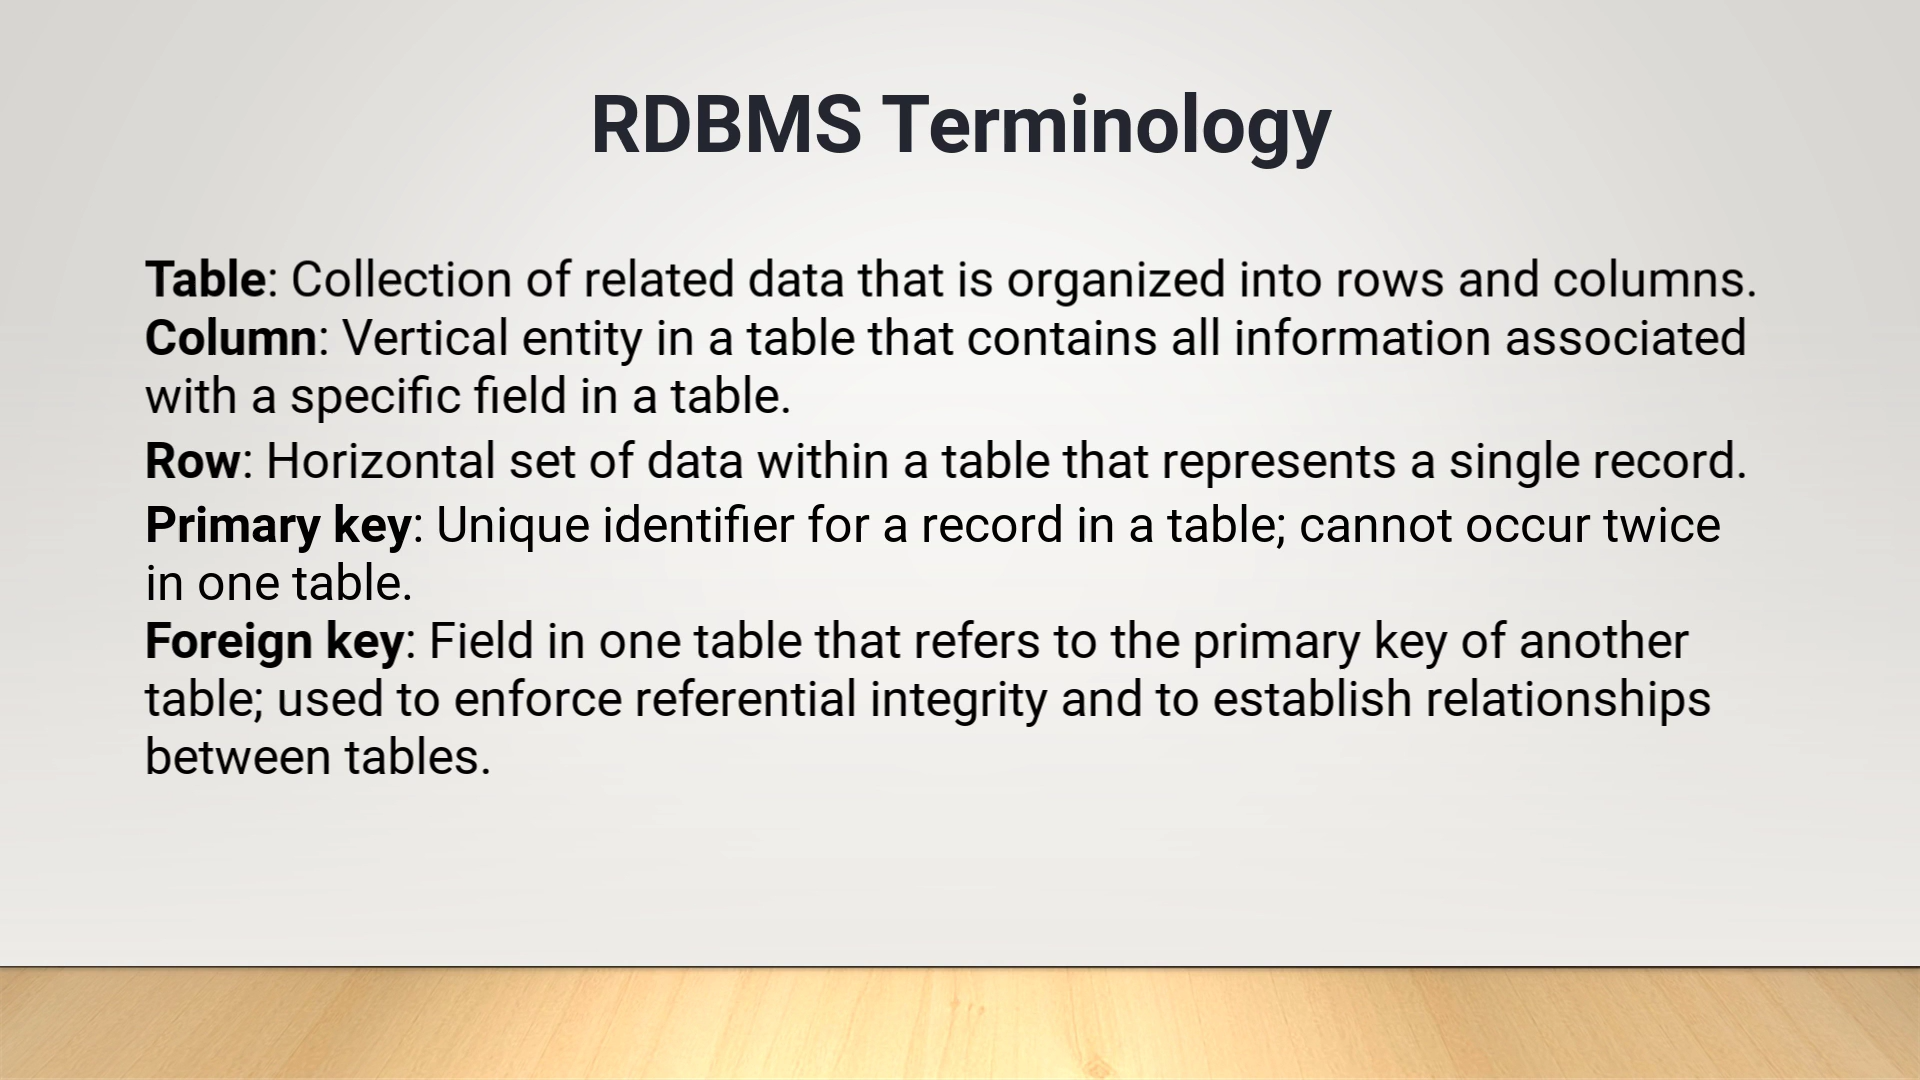 RDBMS Terminology
Table: Collection of related data that is organized into rows and columns.
Column: Vertical entity in a table that contains all information associated
with a specific field in a table.
Row: Horizontal set of data within a table that represents a single record.
Primary key: Unique identifier for a record in a table; cannot occur twice
in one table.
Foreign key: Field in one table that refers to the primary key of another
table; used to enforce referential integrity and to establish relationships
between tables.